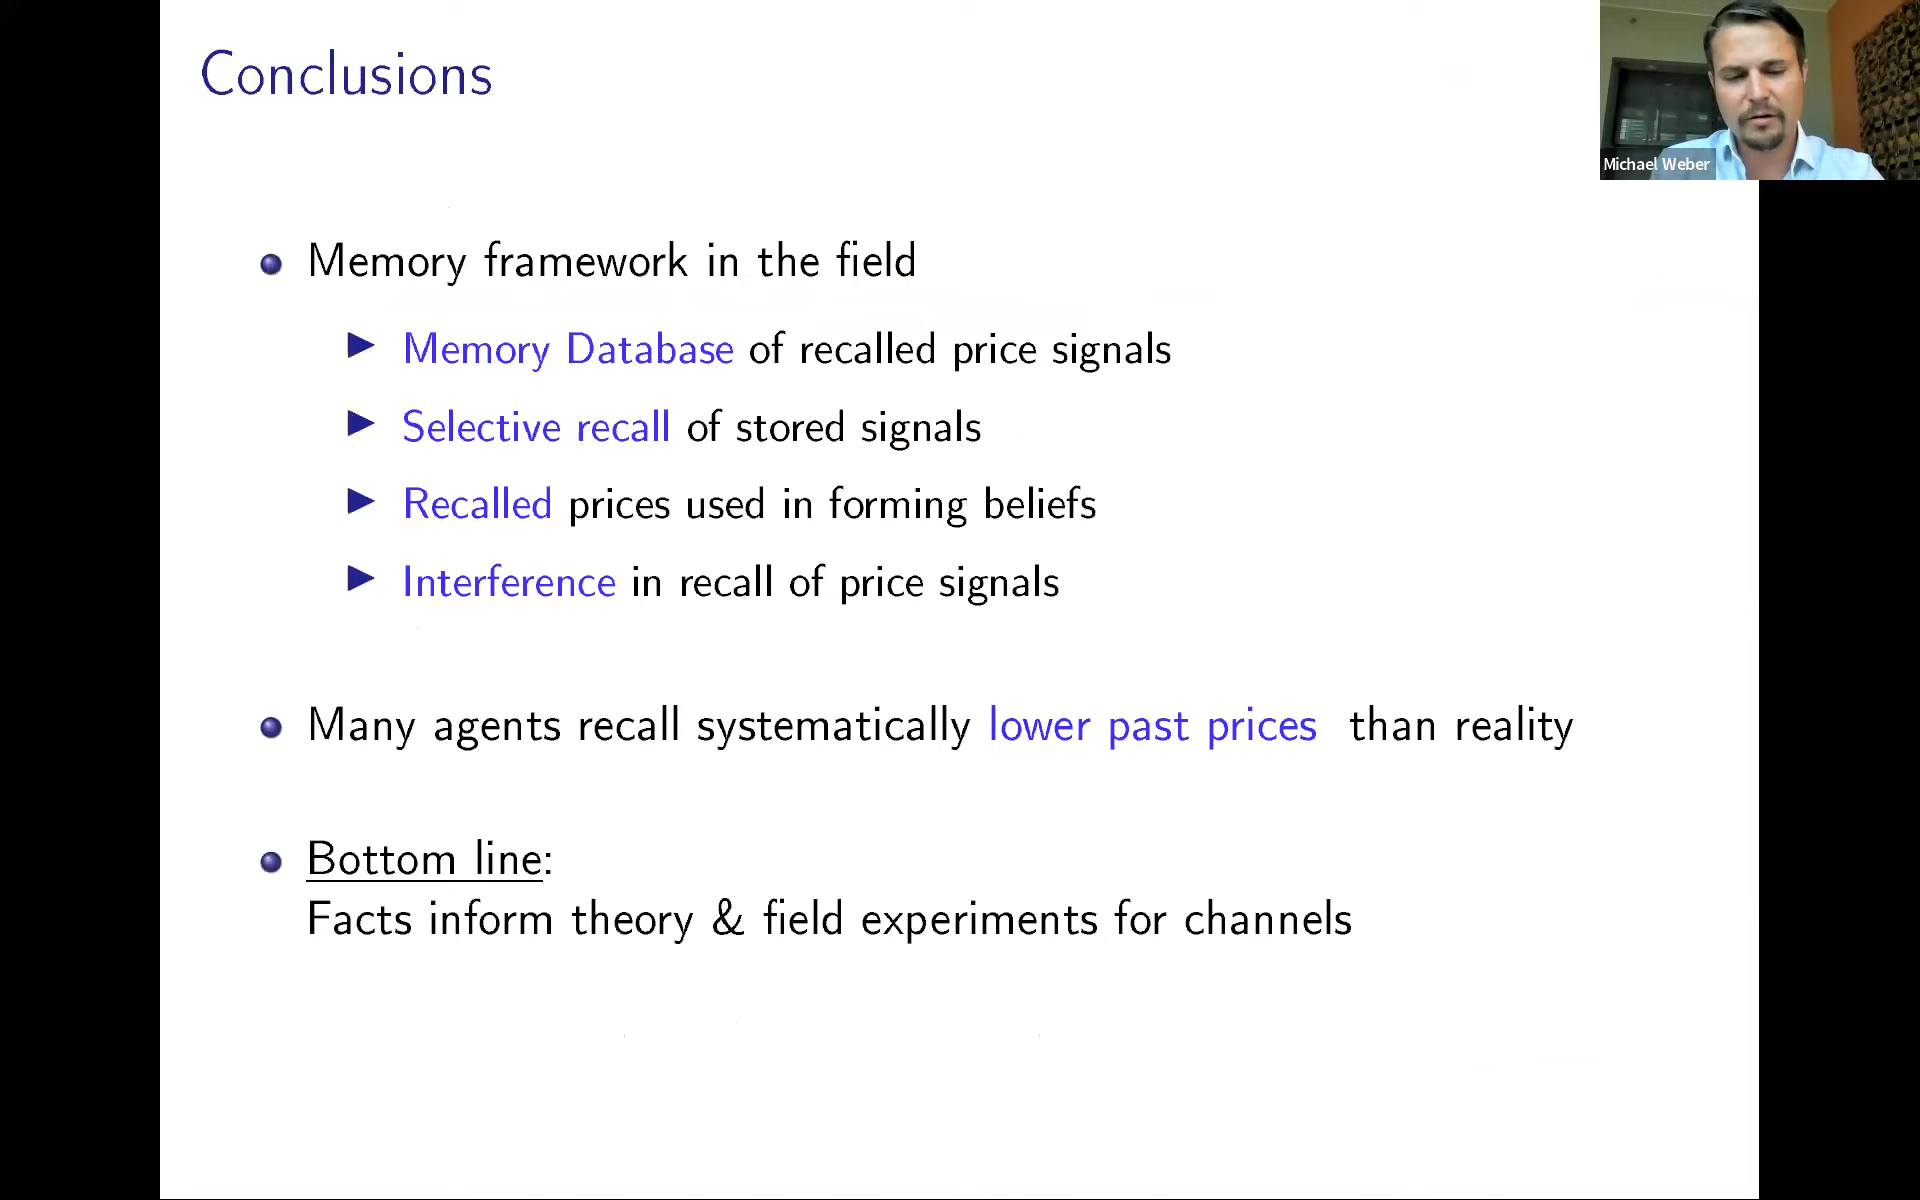 Conclusions
Michael Weber
Memory framework in the field
Memory Database of recalled price signals
Selective recall of stored signals
Recalled prices used in forming beliefs
Interference in recall of price signals
Many agents recall systematically lower past prices than reality
Bottom line:
Facts inform theory & field experiments for channels